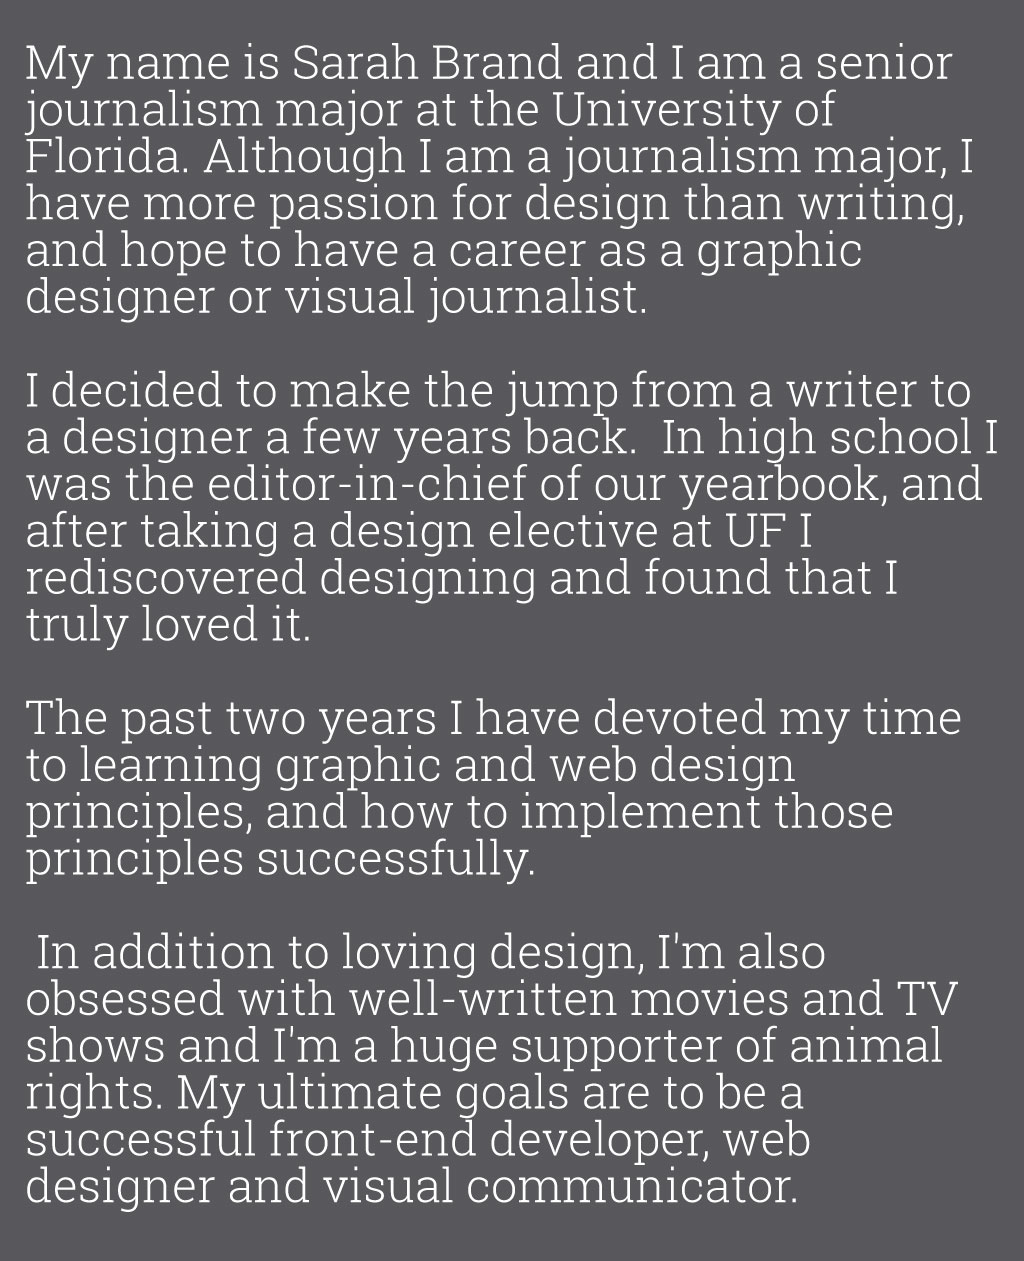 My name is Sarah Brand and I am a senior
journalism major at the University of
Florida. Although I am a journalism major, I
have more passion for design than writing,
and hope to have a career as a graphic
designer or visual journalist.
I decided to make the jump from a writer to
a designer a few years back.  In high school I
was the editor-in-chief of our yearbook, and
after taking a design elective at UF I
rediscovered designing and found that I
truly loved it.
The past two years I have devoted my time
to learning graphic and web design
principles, and how to implement those
principles successfully.
In addition to loving design, I'm also
obsessed with well-written movies and TV
shows and I'm a huge supporter of animal
rights. My ultimate goals are to be a
successful front-end developer, web
designer and visual communicator.